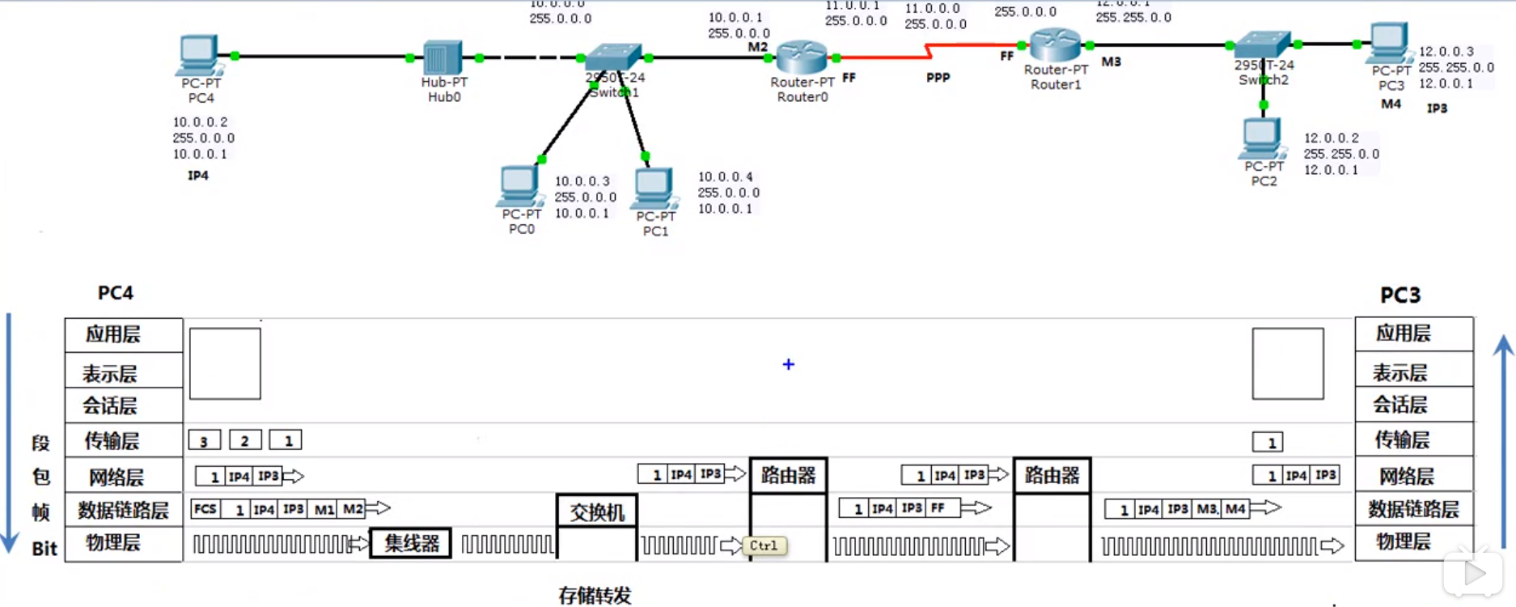 10.0.0.0
255.0.0.0
10.0.0.1
255.0.0.0
M2
11.0.0.1
255.0.0.0
11.0.0.0
255.0.0.0
255.0.0.0
12.0.0.1
255.255.0.0
PC-PT
PC4
10.0.0.2
255.0.0.0
10.0.0.1
IP4
Hub-PT
Hub0
2950T-24
Switch1
Router-PT
Router0
FF
PPP
FF
Router-PT
Router1
M3
2950T-24
Switch2
PC-PT
PC3
M4
12.0.0.3
255.255.0.0
12.0.0.1
IP3
PC-PT
PC0
10.0.0.3
255.0.0.0
10.0.0.1
PC-PT
PC1
10.0.0.4
255.0.0.0
10.0.0.1
PC-PT
PC2
12.0.0.2
255.255.0.0
12.0.0.1
PC4
PC3
应用层
应用层
表示层
表示层
会话层
会话层
段 传输层 3 2 1 1 传输层
包 网络层 1 IP4 IP3 1 IP4 IP3 路由器 1 IP4 IP3 路由器 1 IP4 IP3 网络层
帧 数据链路层 FCS 1 IP4 IP3 M1 M2 交换机 1 IP4 IP3 FF 1 IP4 IP3 M3, M4 数据链路层
Bit 物理层 集线器 Ctrl 物理层
存储转发